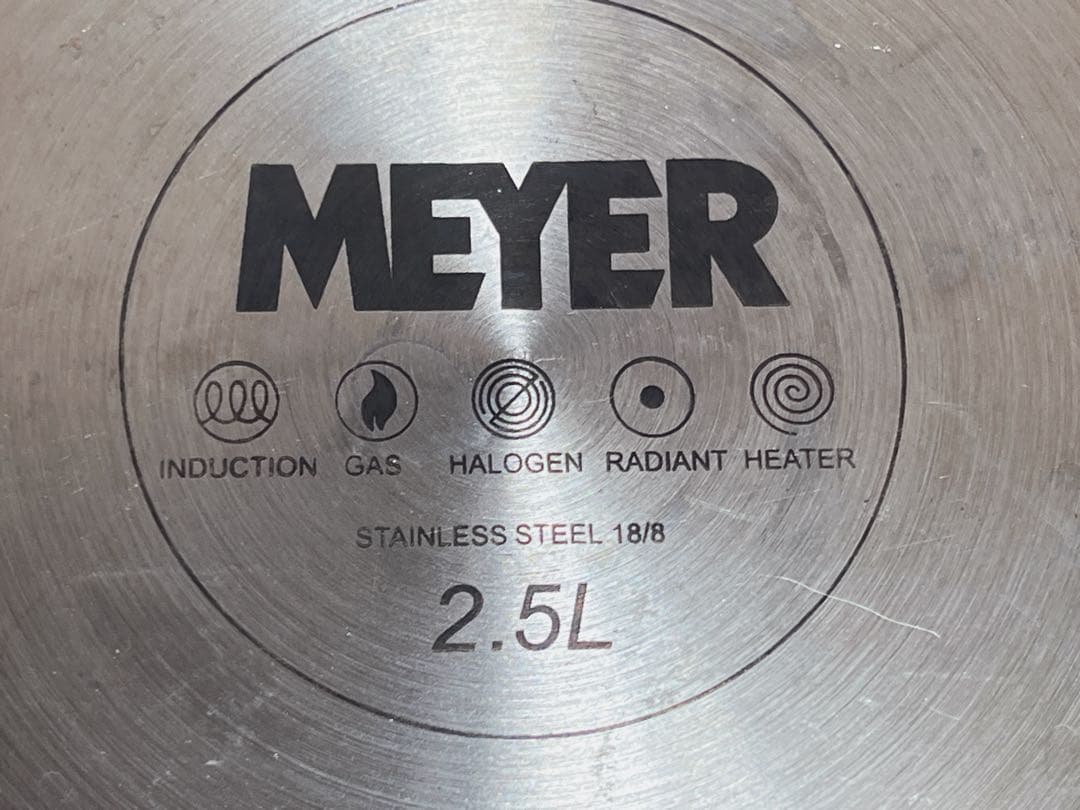 MEYER
INDUCTION GAS HALOGEN RADIANT HEATER
STAINLESS STEEL 18/8
2.5L